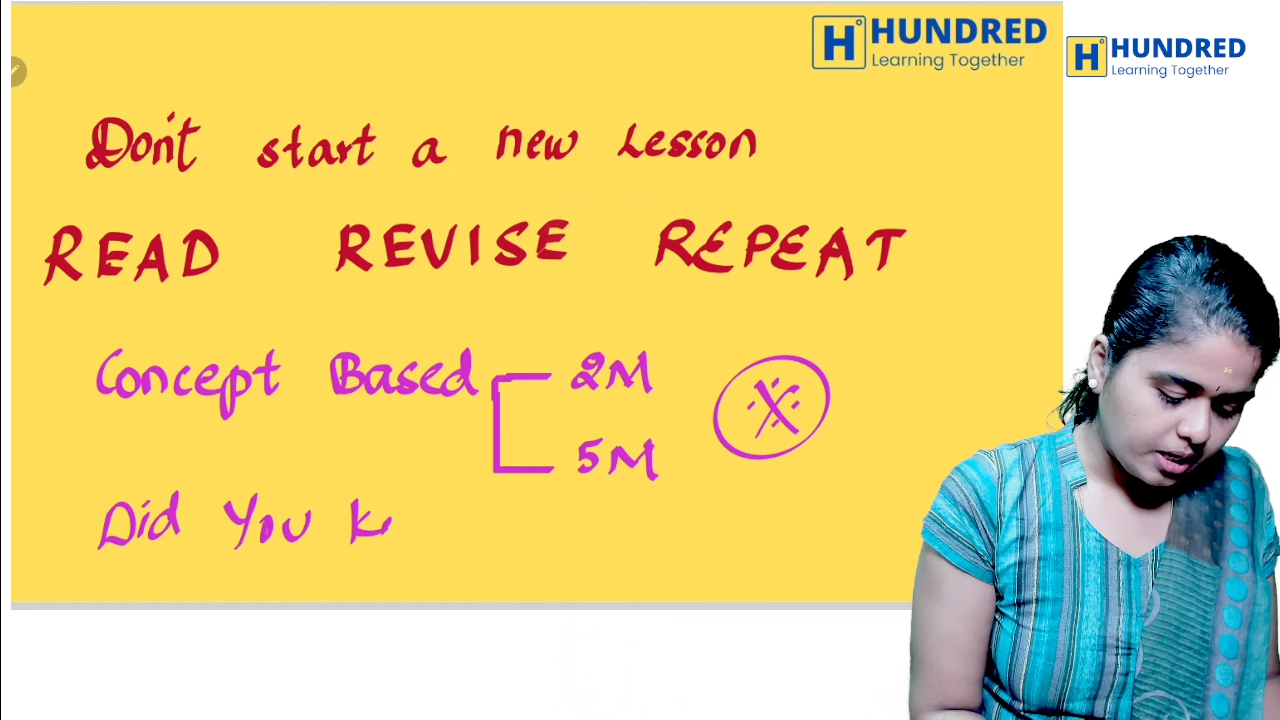 H° HUNDRED
Learning Together
H° HUNDRED
Learning Together
Don't start a new Lesson
READ REVISE REPEAT
Concept Based 2M
5M
Did You K